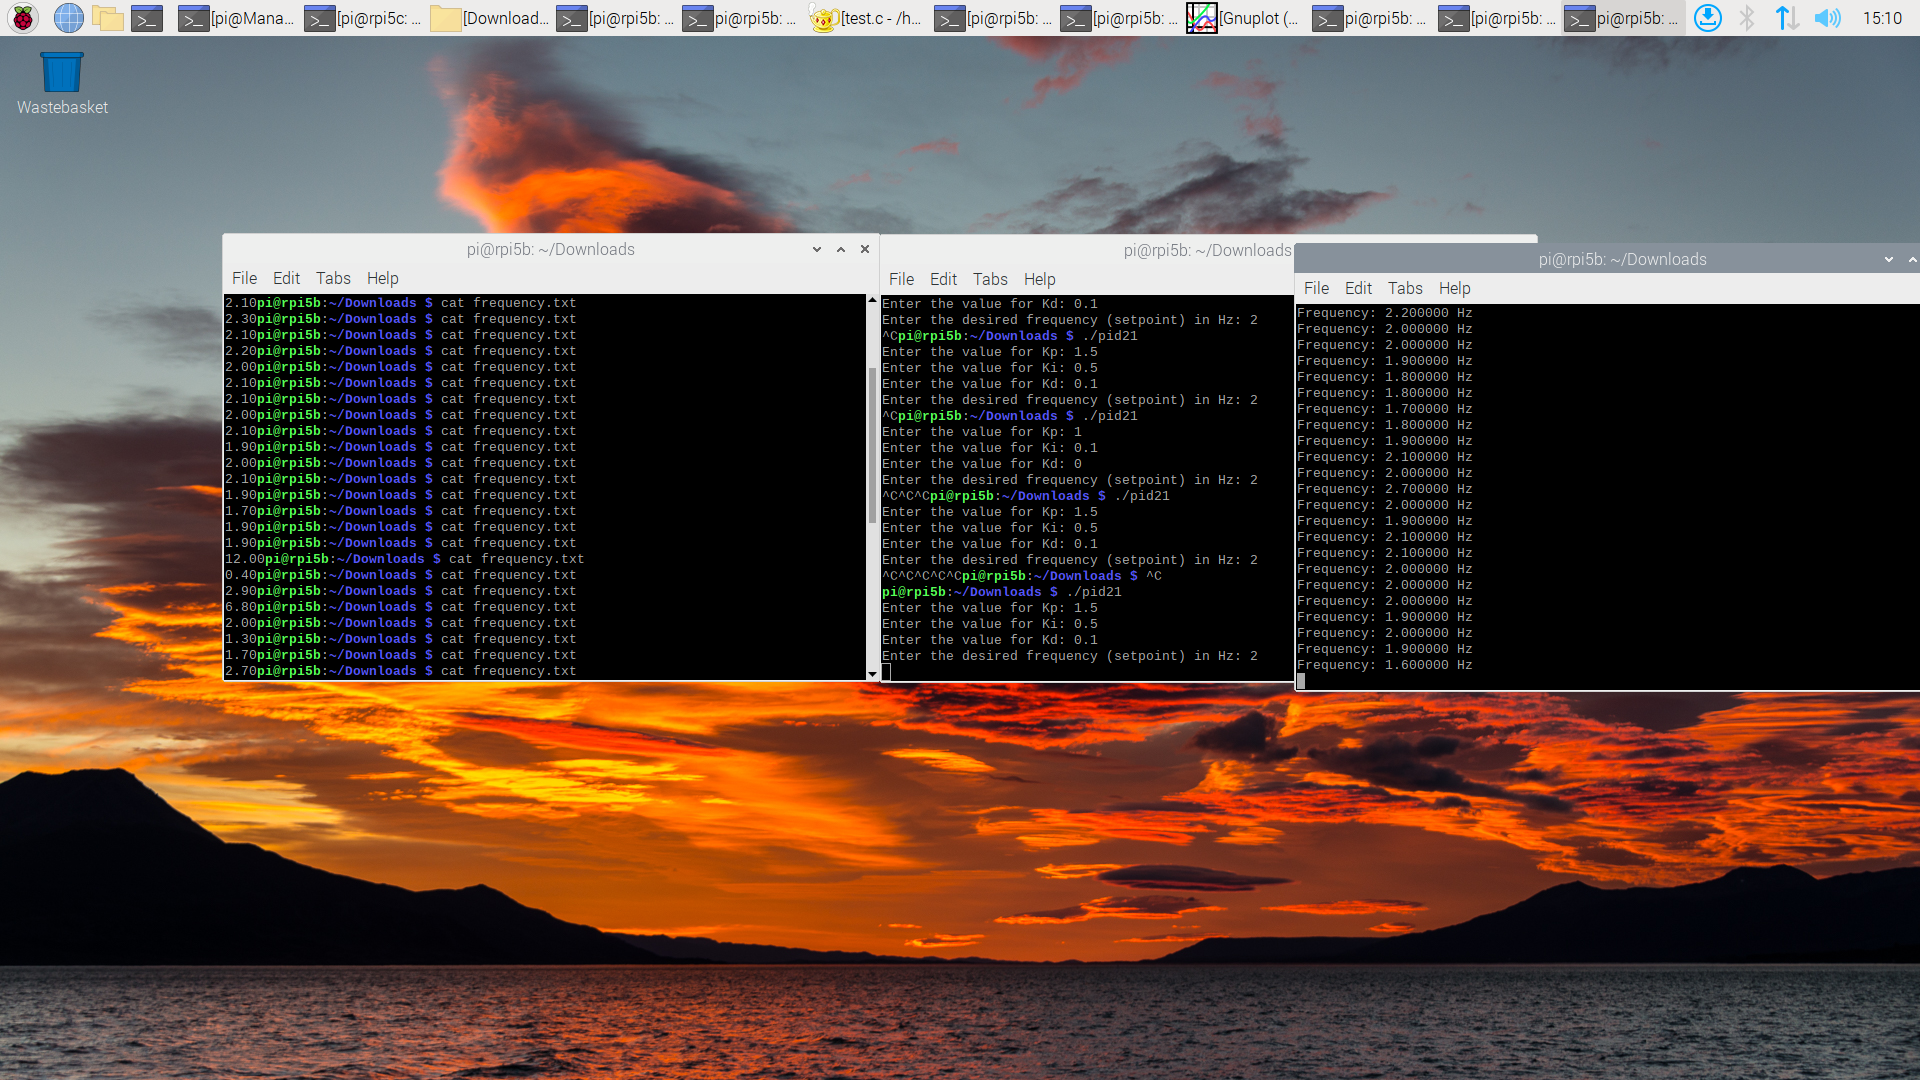 [pi@Mana...
[pi@rpi5c: ...
[Download...
[pi@rpi5b: ...
pi@rpi5b: ...
[test.c - /h...
[pi@rpi5b: ...
[pi@rpi5b: ...
[Gnuplot (...
pi@rpi5b: ...
[pi@rpi5b: ...
pi@rpi5b: ...
15:10
Wastebasket
pi@rpi5b: ~/Downloads
File Edit Tabs Help
2.10pi@rpi5b:~/Downloads $ cat frequency.txt
2.30pi@rpi5b:~/Downloads $ cat frequency.txt
2.10pi@rpi5b:~/Downloads $ cat frequency.txt
2.20pi@rpi5b:~/Downloads $ cat frequency.txt
2.00pi@rpi5b:~/Downloads $ cat frequency.txt
2.10pi@rpi5b:~/Downloads $ cat frequency.txt
2.10pi@rpi5b:~/Downloads $ cat frequency.txt
2.00pi@rpi5b:~/Downloads $ cat frequency.txt
2.10pi@rpi5b:~/Downloads $ cat frequency.txt
1.90pi@rpi5b:~/Downloads $ cat frequency.txt
2.00pi@rpi5b:~/Downloads $ cat frequency.txt
2.10pi@rpi5b:~/Downloads $ cat frequency.txt
1.90pi@rpi5b:~/Downloads $ cat frequency.txt
1.70pi@rpi5b:~/Downloads $ cat frequency.txt
1.90pi@rpi5b:~/Downloads $ cat frequency.txt
1.90pi@rpi5b:~/Downloads $ cat frequency.txt
12.00pi@rpi5b:~/Downloads $ cat frequency.txt
0.40pi@rpi5b:~/Downloads $ cat frequency.txt
2.90pi@rpi5b:~/Downloads $ cat frequency.txt
6.80pi@rpi5b:~/Downloads $ cat frequency.txt
2.00pi@rpi5b:~/Downloads $ cat frequency.txt
1.30pi@rpi5b:~/Downloads $ cat frequency.txt
1.70pi@rpi5b:~/Downloads $ cat frequency.txt
2.70pi@rpi5b:~/Downloads $ cat frequency.txt
pi@rpi5b: ~/Downloads
File Edit Tabs Help
Enter the value for Kd: 0.1
Enter the desired frequency (setpoint) in Hz: 2
^Cpi@rpi5b:~/Downloads $ ./pid21
Enter the value for Kp: 1.5
Enter the value for Ki: 0.5
Enter the value for Kd: 0.1
Enter the desired frequency (setpoint) in Hz: 2
^Cpi@rpi5b:~/Downloads $ ./pid21
Enter the value for Kp: 1
Enter the value for Ki: 0.1
Enter the value for Kd: 0
Enter the desired frequency (setpoint) in Hz: 2
^C^C^Cpi@rpi5b:~/Downloads $ ./pid21
Enter the value for Kp: 1.5
Enter the value for Ki: 0.5
Enter the value for Kd: 0.1
Enter the desired frequency (setpoint) in Hz: 2
^C^C^C^C^Cpi@rpi5b:~/Downloads $ ^C
pi@rpi5b:~/Downloads $ ./pid21
Enter the value for Kp: 1.5
Enter the value for Ki: 0.5
Enter the value for Kd: 0.1
Enter the desired frequency (setpoint) in Hz: 2
pi@rpi5b: ~/Downloads
File Edit Tabs Help
Frequency: 2.200000 Hz
Frequency: 2.000000 Hz
Frequency: 2.000000 Hz
Frequency: 1.900000 Hz
Frequency: 1.800000 Hz
Frequency: 1.800000 Hz
Frequency: 1.700000 Hz
Frequency: 1.800000 Hz
Frequency: 1.900000 Hz
Frequency: 2.100000 Hz
Frequency: 2.000000 Hz
Frequency: 2.700000 Hz
Frequency: 2.000000 Hz
Frequency: 1.900000 Hz
Frequency: 2.100000 Hz
Frequency: 2.100000 Hz
Frequency: 2.000000 Hz
Frequency: 2.000000 Hz
Frequency: 2.000000 Hz
Frequency: 1.900000 Hz
Frequency: 2.000000 Hz
Frequency: 1.900000 Hz
Frequency: 1.600000 Hz